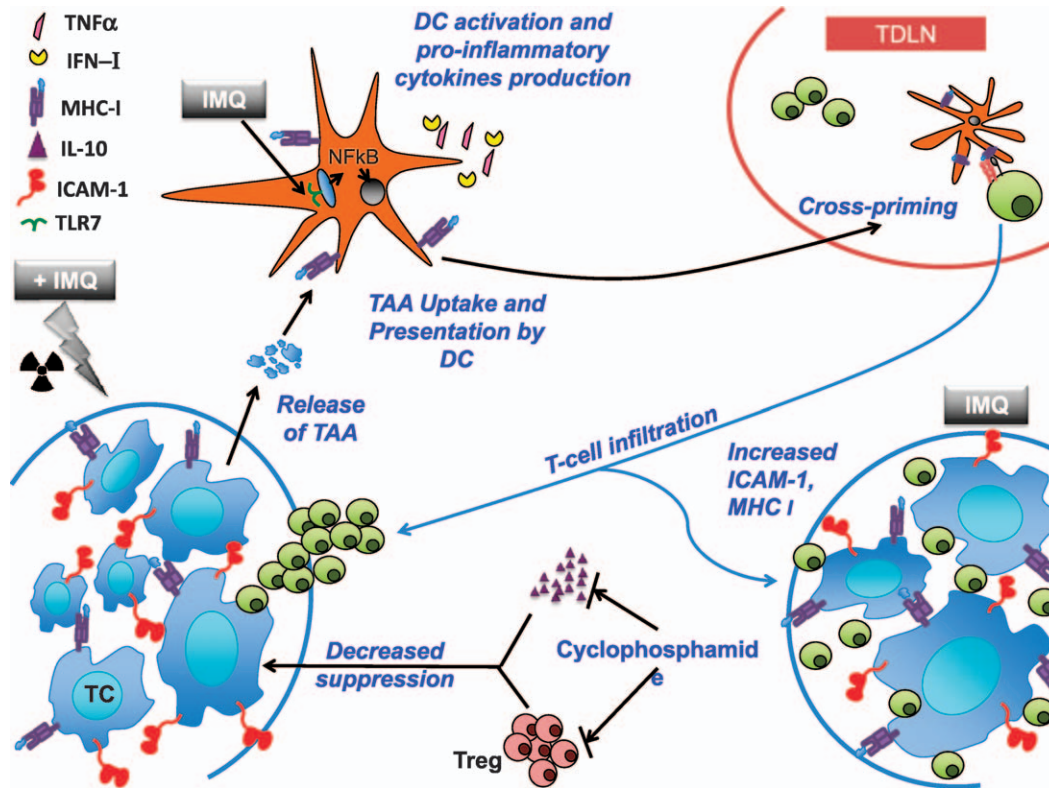 TNFα
IFN–I
MHC-I
IL-10
ICAM-1
TLR7
DC activation and
pro-inflammatory
cytokines production
IMQ
NFkB
TDLN
Cross-priming
+ IMQ
TAA Uptake and
Presentation by
DC
Release
of TAA
T-cell infiltration
IMQ
Increased
ICAM-1,
MHC I
Decreased
suppression
Cyclophosphamid
e
TC
Treg